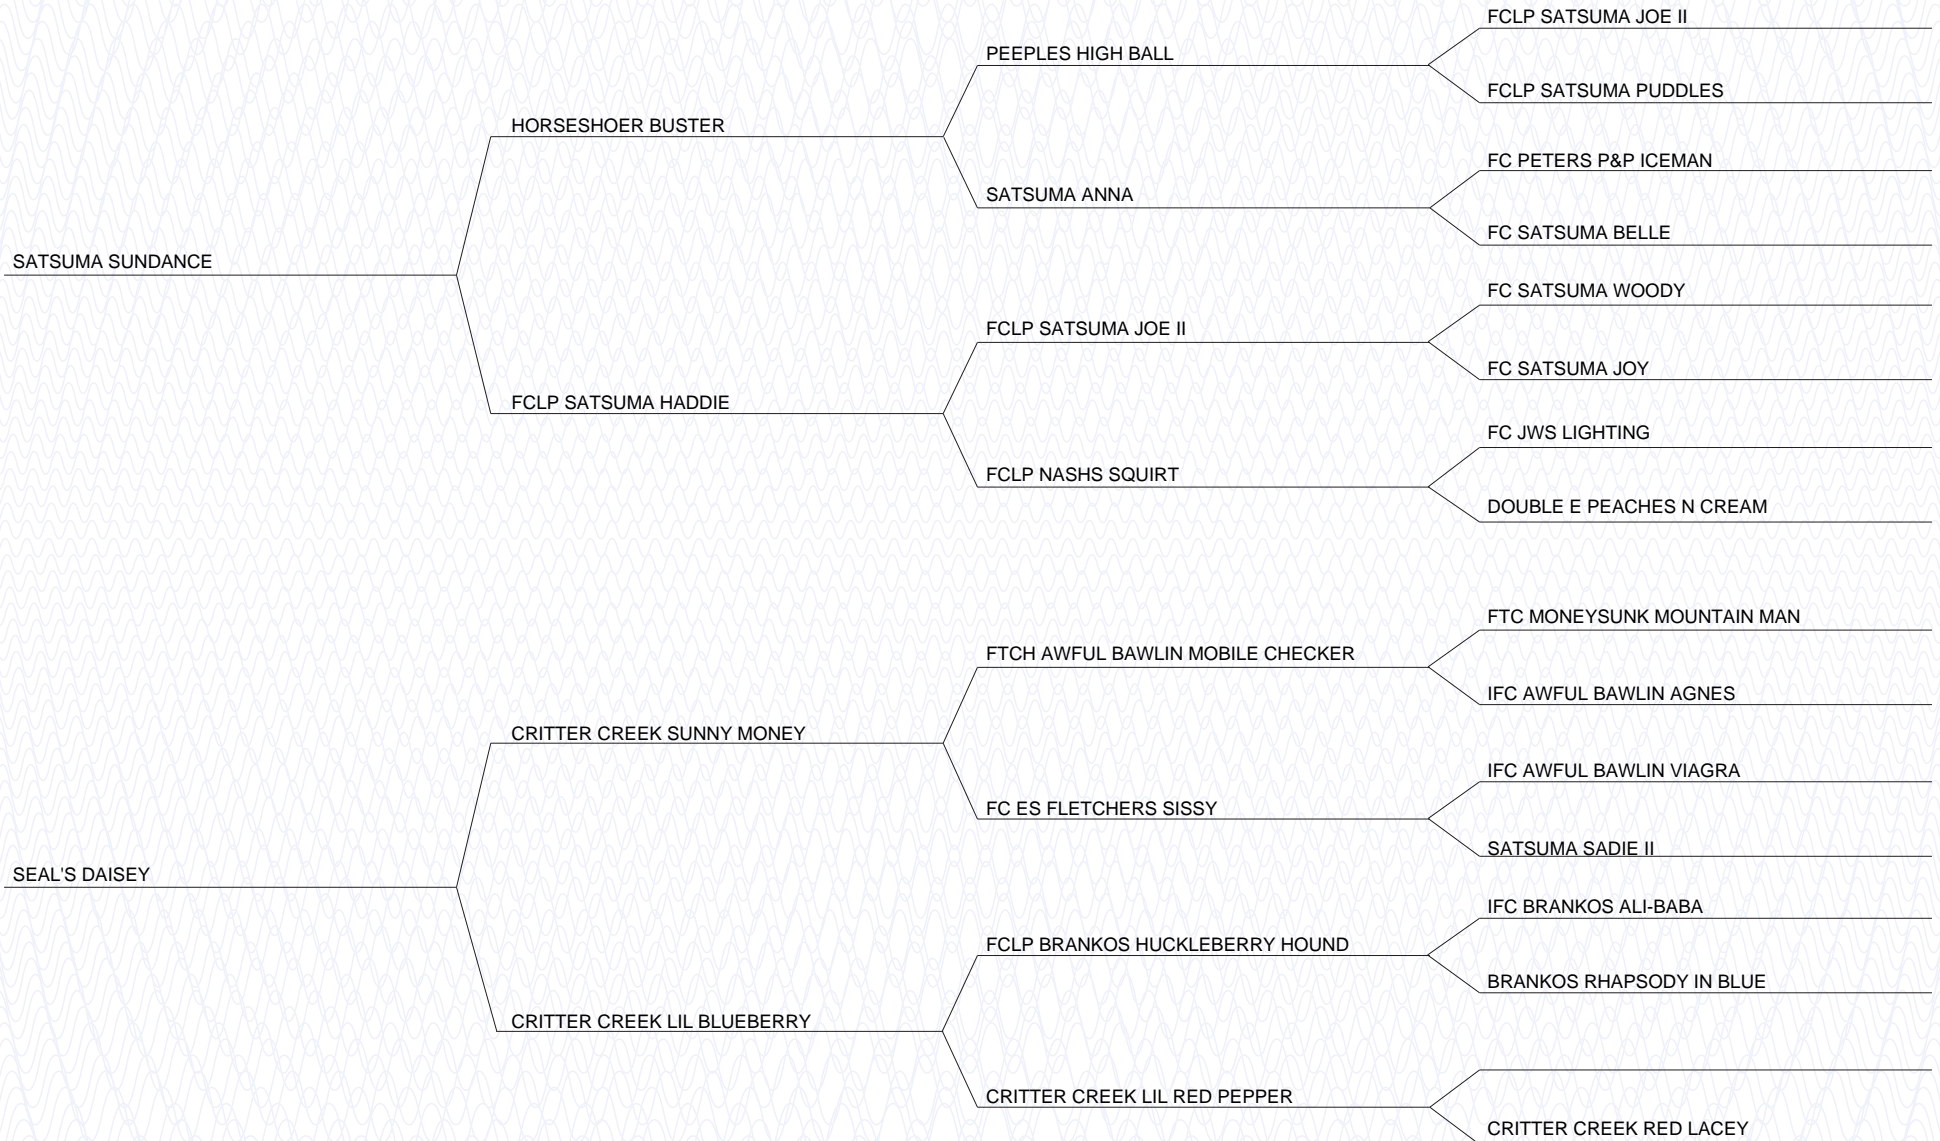 FCLP SATSUMA JOE II
PEEPLES HIGH BALL
FCLP SATSUMA PUDDLES
HORSESHOER BUSTER
FC PETERS P&P ICEMAN
SATSUMA ANNA
FC SATSUMA BELLE
SATSUMA SUNDANCE
FC SATSUMA WOODY
FCLP SATSUMA JOE II
FC SATSUMA JOY
FCLP SATSUMA HADDIE
FC JWS LIGHTING
FCLP NASHS SQUIRT
DOUBLE E PEACHES N CREAM
FTC MONEYSUNK MOUNTAIN MAN
FTCH AWFUL BAWLIN MOBILE CHECKER
IFC AWFUL BAWLIN AGNES
CRITTER CREEK SUNNY MONEY
IFC AWFUL BAWLIN VIAGRA
FC ES FLETCHERS SISSY
SATSUMA SADIE II
SEAL'S DAISEY
IFC BRANKOS ALI-BABA
FCLP BRANKOS HUCKLEBERRY HOUND
BRANKOS RHAPSODY IN BLUE
CRITTER CREEK LIL BLUEBERRY
CRITTER CREEK LIL RED PEPPER
CRITTER CREEK RED LACEY